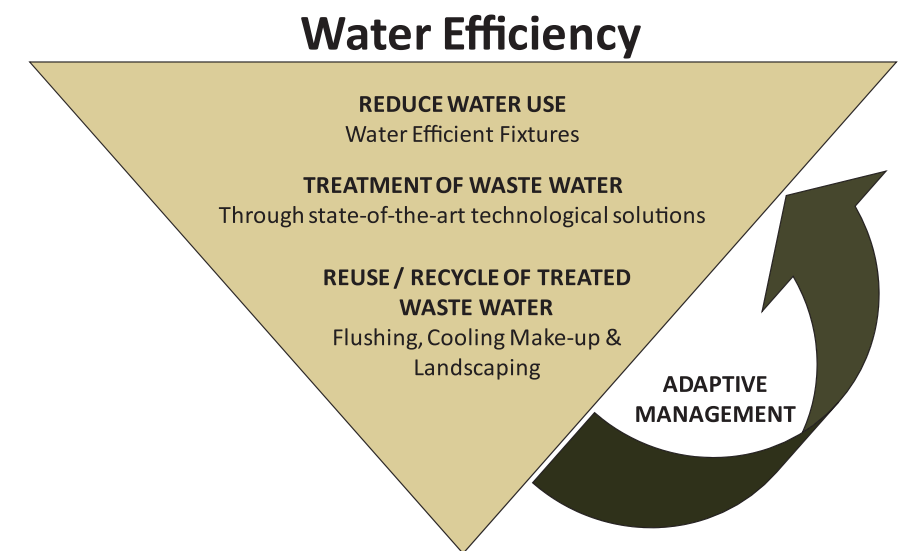 Water Efficiency
REDUCE WATER USE
Water Efficient Fixtures
TREATMENT OF WASTE WATER
Through state-of-the-art technological solutions
REUSE / RECYCLE OF TREATED
WASTE WATER
Flushing, Cooling Make-up &
Landscaping
ADAPTIVE
MANAGEMENT